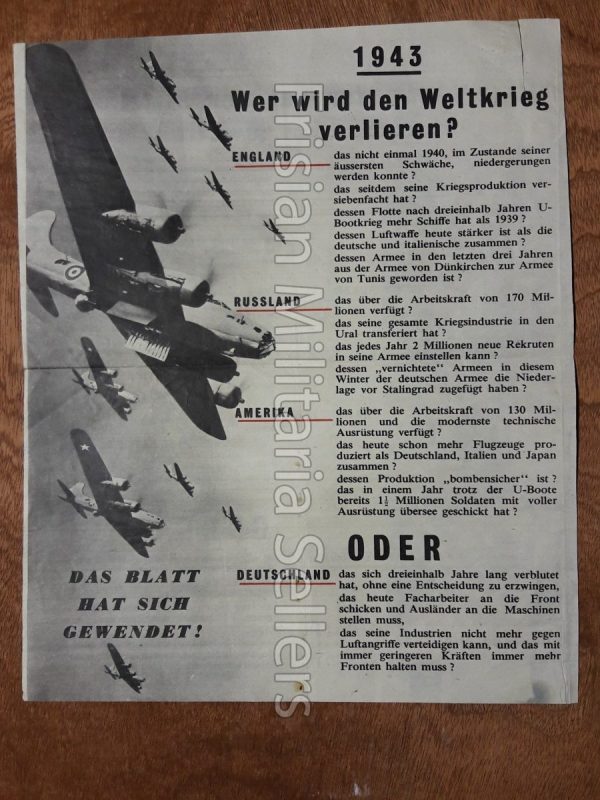 1943
Wer wird den Weltkrieg
verlieren?
ENGLAND
das nicht einmal 1940, im Zustande seiner
äussersten Schwäche, niedergerungen
werden konnte ?
das seitdem seine Kriegsproduktion ver-
siebenfacht hat ?
dessen Flotte nach dreieinhalb Jahren U-
Bootkrieg mehr Schiffe hat als 1939 ?
dessen Luftwaffe heute stärker ist als die
deutsche und italienische zusammen ?
dessen Armee in den letzten drei Jahren
aus der Armee von Dünkirchen zur Armee
von Tunis geworden ist ?
RUSSLAND
das über die Arbeitskraft von 170 Mil-
lionen verfügt ?
das seine gesamte Kriegsindustrie in den
Ural transferiert hat ?
das jedes Jahr 2 Millionen neue Rekruten
in seine Armee einstellen kann ?
dessen „vernichtete" Armeen in diesem
Winter der deutschen Armee die Nieder-
lage vor Stalingrad zugefügt haben ?
AMERIKA
das über die Arbeitskraft von 130 Mil-
lionen und die modernste technische
Ausrüstung verfügt ?
das heute schon mehr Flugzeuge pro-
duziert als Deutschland, Italien und Japan
zusammen ?
dessen Produktion „bombensicher" ist ?
das in einem Jahr trotz der U-Boote
bereits 1½ Millionen Soldaten mit voller
Ausrüstung übersee geschickt hat ?
ODER
DEUTSCHLAND
das sich dreieinhalb Jahre lang verblutet
hat, ohne eine Entscheidung zu erzwingen,
das heute Facharbeiter an die Front
schicken und Ausländer an die Maschinen
stellen muss,
das seine Industrien nicht mehr gegen
Luftangriffe verteidigen kann, und das mit
immer geringeren Kräften immer mehr
Fronten halten muss ?
DAS BLATT
HAT SICH
GEWENDET!
Frisian Militaria Sellers